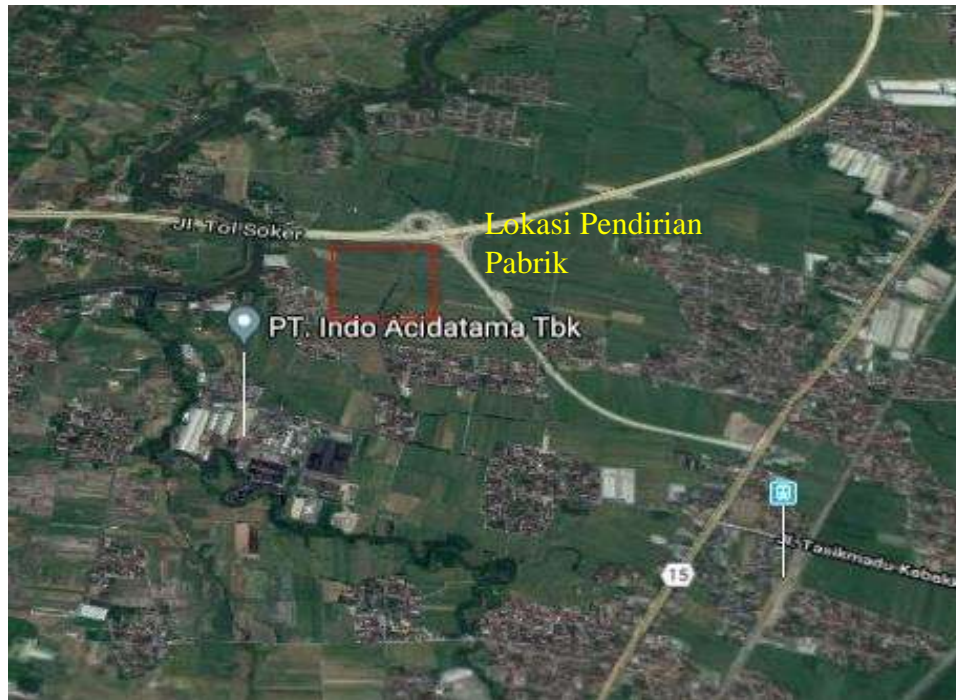 Jl. Tol Soker
Lokasi Pendirian
Pabrik
PT. Indo Acidatama Tbk
15
Jl. Tasikmadu Kebakk